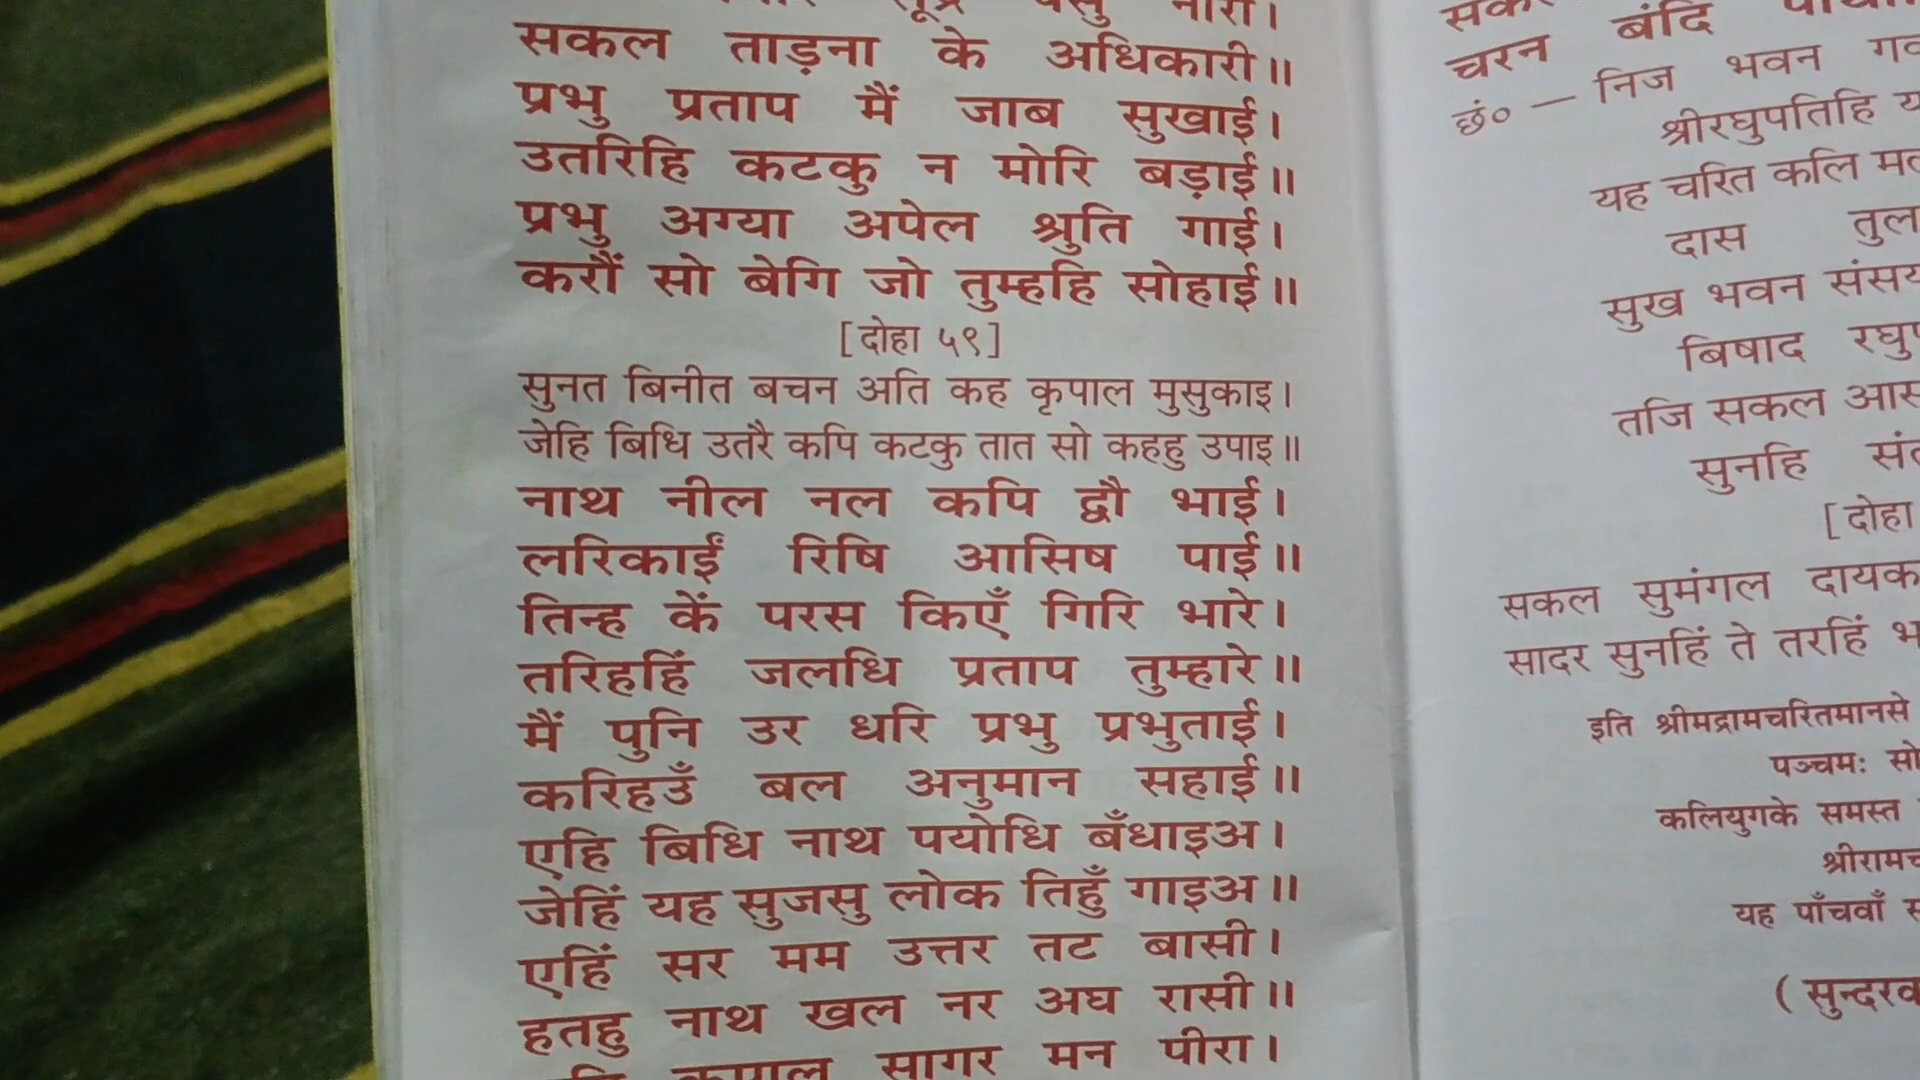 सकल ताड़ना के अधिकारी॥
प्रभु प्रताप मैं जाब सुखाई।
उतरिहि कटकु न मोरि बड़ाई॥
प्रभु अग्या अपेल श्रुति गाई।
करौं सो बेगि जो तुम्हहि सोहाई॥
[दोहा ५९]
सुनत बिनीत बचन अति कह कृपाल मुसुकाइ।
जेहि बिधि उतरै कपि कटकु तात सो कहहु उपाइ॥
नाथ नील नल कपि द्वौ भाई।
लरिकाईं रिषि आसिष पाई॥
तिन्ह कें परस किएँ गिरि भारे।
तरिहहिं जलधि प्रताप तुम्हारे॥
मैं पुनि उर धरि प्रभु प्रभुताई।
करिहउँ बल अनुमान सहाई॥
एहि बिधि नाथ पयोधि बँधाइअ।
जेहिं यह सुजसु लोक तिहुँ गाइअ॥
एहिं सर मम उत्तर तट बासी।
हतहु नाथ खल नर अघ रासी॥
सागर मन पीरा।
चरन बंदि
छं० — निज भवन
श्रीरघुपतिहि
यह चरित कलि
दास
सुख भवन
बिषाद
तजि सकल
सुनहि
[दोहा
सकल सुमंगल दायक
सादर सुनहिं ते तरहिं
इति श्रीमद्रामचरितमानसे
पञ्चमः
कलियुगके समस्त
यह पाँचवाँ